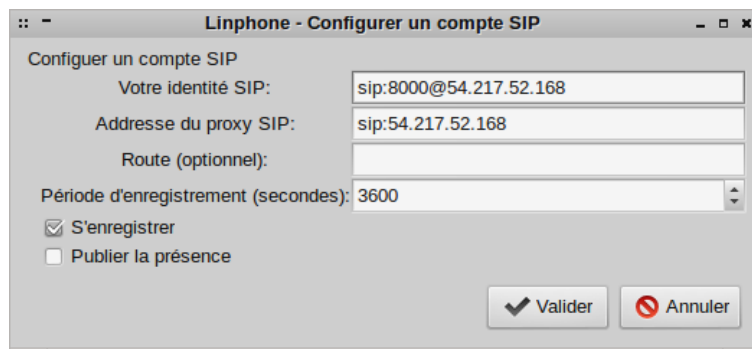 Linphone - Configurer un compte SIP
Configuer un compte SIP
Votre identité SIP: sip:8000@54.217.52.168
Addresse du proxy SIP: sip:54.217.52.168
Route (optionnel):
Période d'enregistrement (secondes): 3600
S'enregistrer
Publier la présence
Valider Annuler